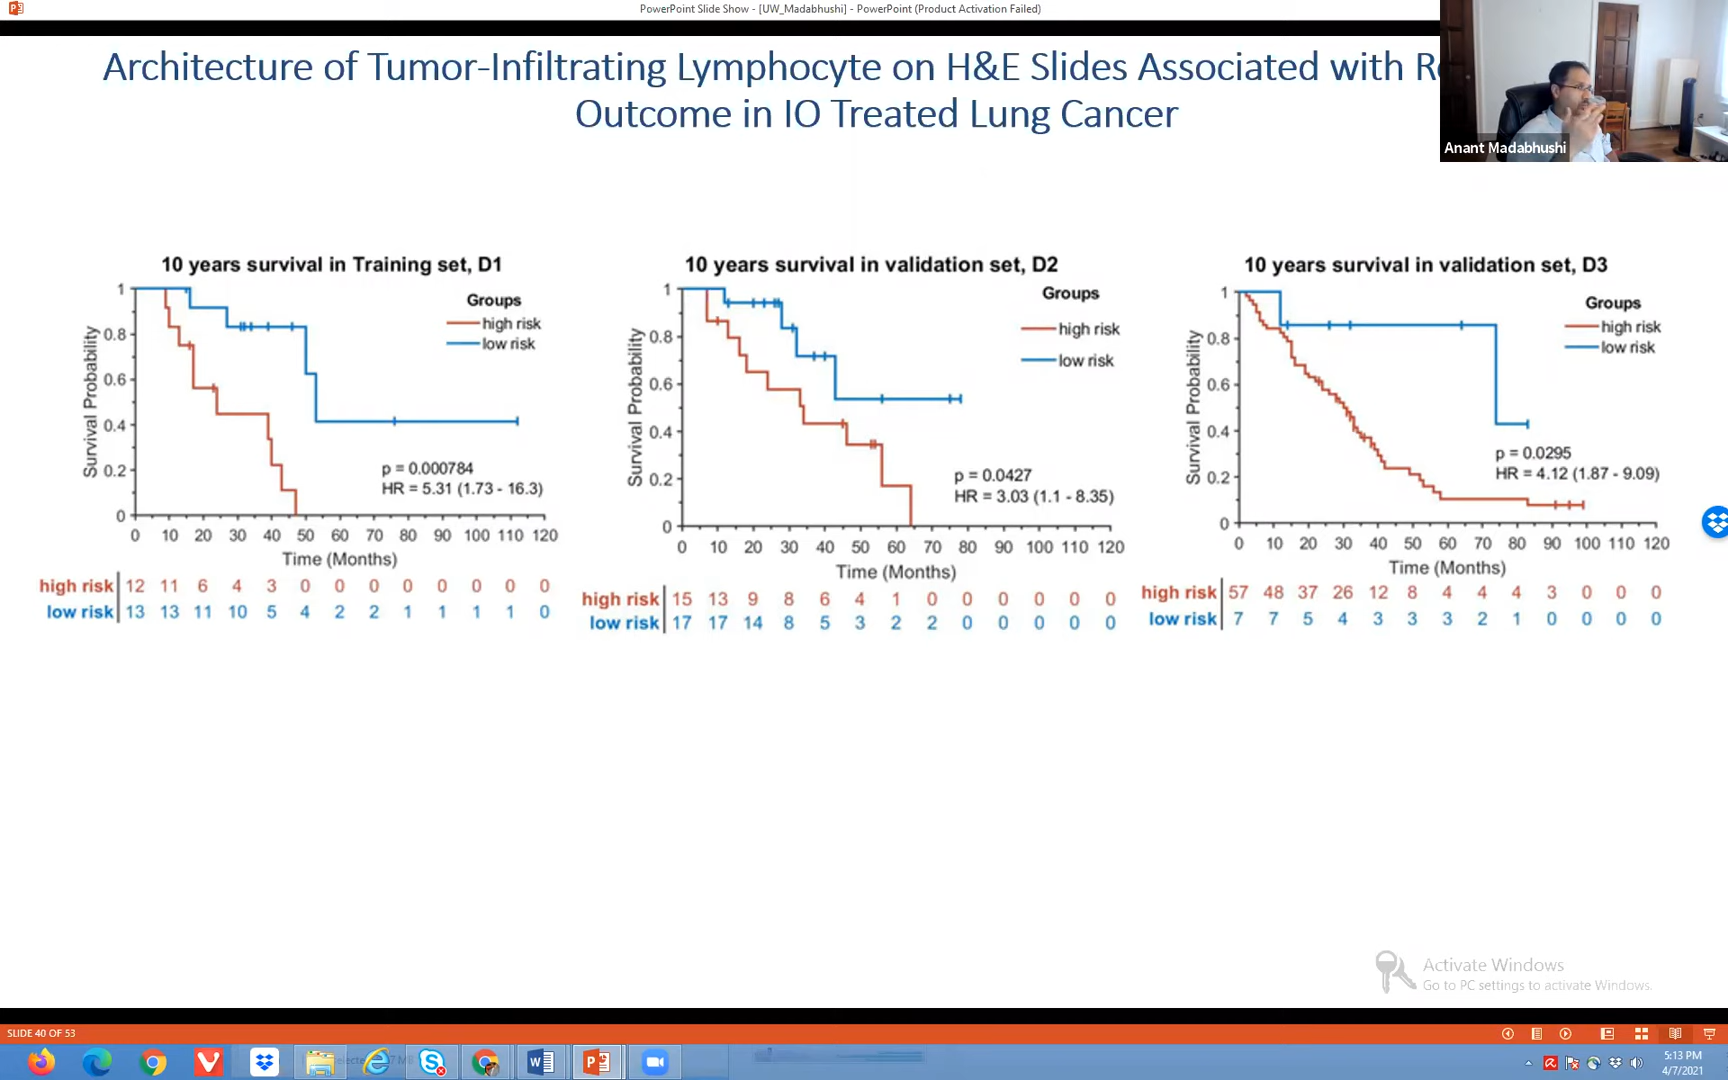 PowerPoint Slide Show - [UW_Madabhushi] - PowerPoint (Product Activation Failed)
Architecture of Tumor-Infiltrating Lymphocyte on H&E Slides Associated with
Outcome in IO Treated Lung Cancer
Anant Madabhushi
10 years survival in Training set, D1
Groups
high risk
low risk
Survival Probability
1
0.8
0.6
0.4
0.2
0
p = 0.000784
HR = 5.31 (1.73 - 16.3)
0 10 20 30 40 50 60 70 80 90 100 110 120
Time (Months)
high risk 12 11 6 4 3 0 0 0 0 0 0 0 0
low risk 13 13 11 10 5 4 2 2 1 1 1 1 0
10 years survival in validation set, D2
Groups
high risk
low risk
Survival Probability
1
0.8
0.6
0.4
0.2
0
p = 0.0427
HR = 3.03 (1.1 - 8.35)
0 10 20 30 40 50 60 70 80 90 100 110 120
Time (Months)
high risk 15 13 9 8 6 4 1 0 0 0 0 0 0
low risk 17 17 14 8 5 3 2 2 0 0 0 0 0
10 years survival in validation set, D3
Groups
high risk
low risk
Survival Probability
1
0.8
0.6
0.4
0.2
0
p = 0.0295
HR = 4.12 (1.87 - 9.09)
0 10 20 30 40 50 60 70 80 90 100 110 120
Time (Months)
high risk 57 48 37 26 12 8 4 4 4 3 0 0 0
low risk 7 7 5 4 3 3 3 2 1 0 0 0 0
Activate Windows
Go to PC settings to activate Windows.
SLIDE 40 OF 53
5:13 PM
4/7/2021